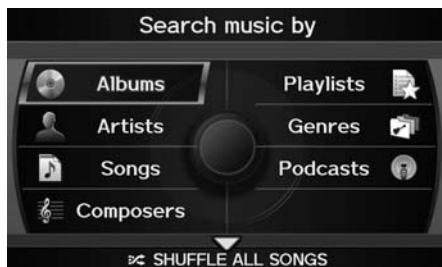 Search music by
Albums
Playlists
Artists
Genres
Songs
Podcasts
Composers
SHUFFLE ALL SONGS